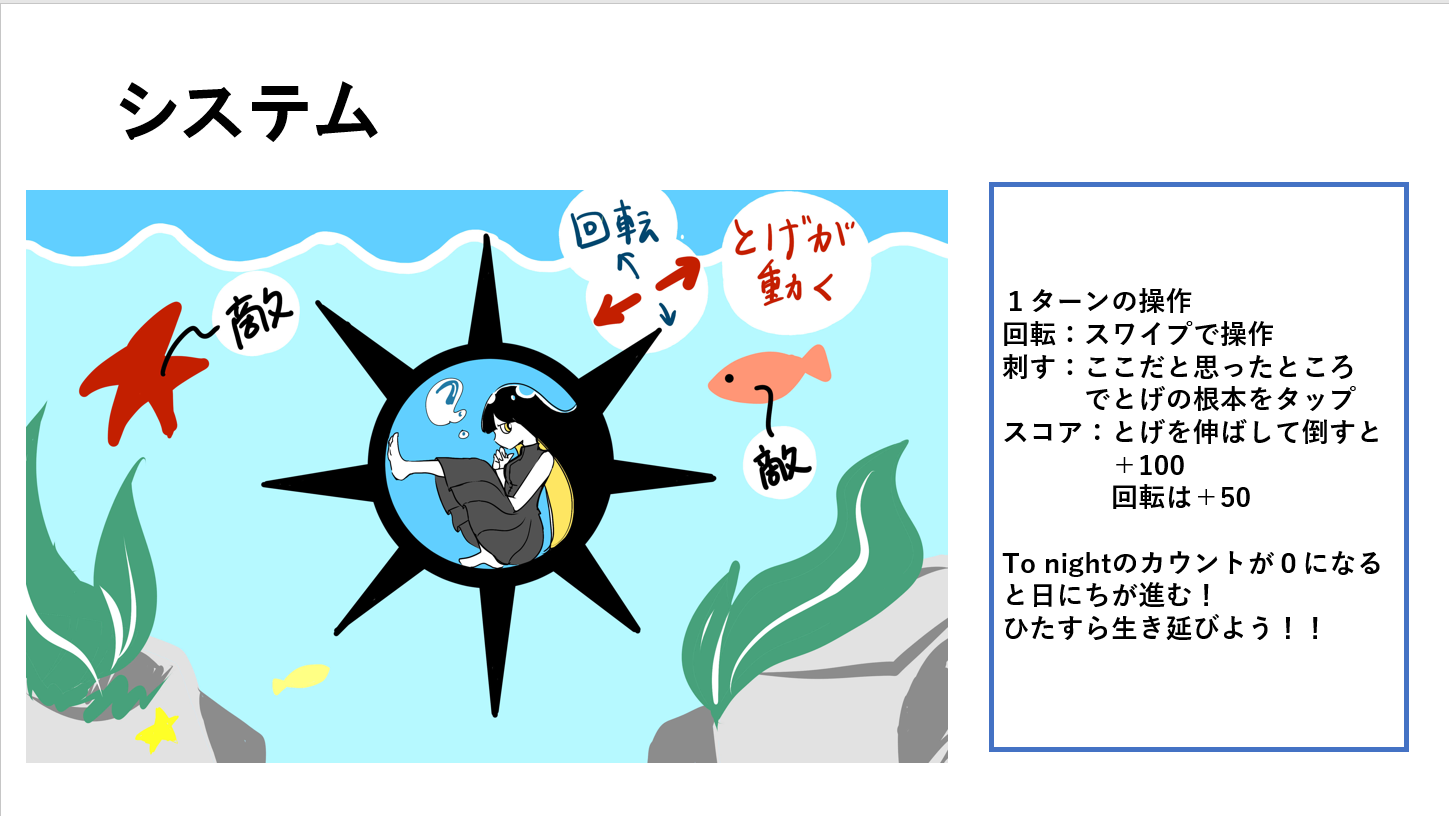 システム
回転
とげが
動く
敵
敵
１ターンの操作
回転：スワイプで操作
刺す：ここだと思ったところ
でとげの根本をタップ
スコア：とげを伸ばして倒すと
＋100
回転は＋50
To nightのカウントが０になる
と日にちが進む！
ひたすら生き延びよう！！